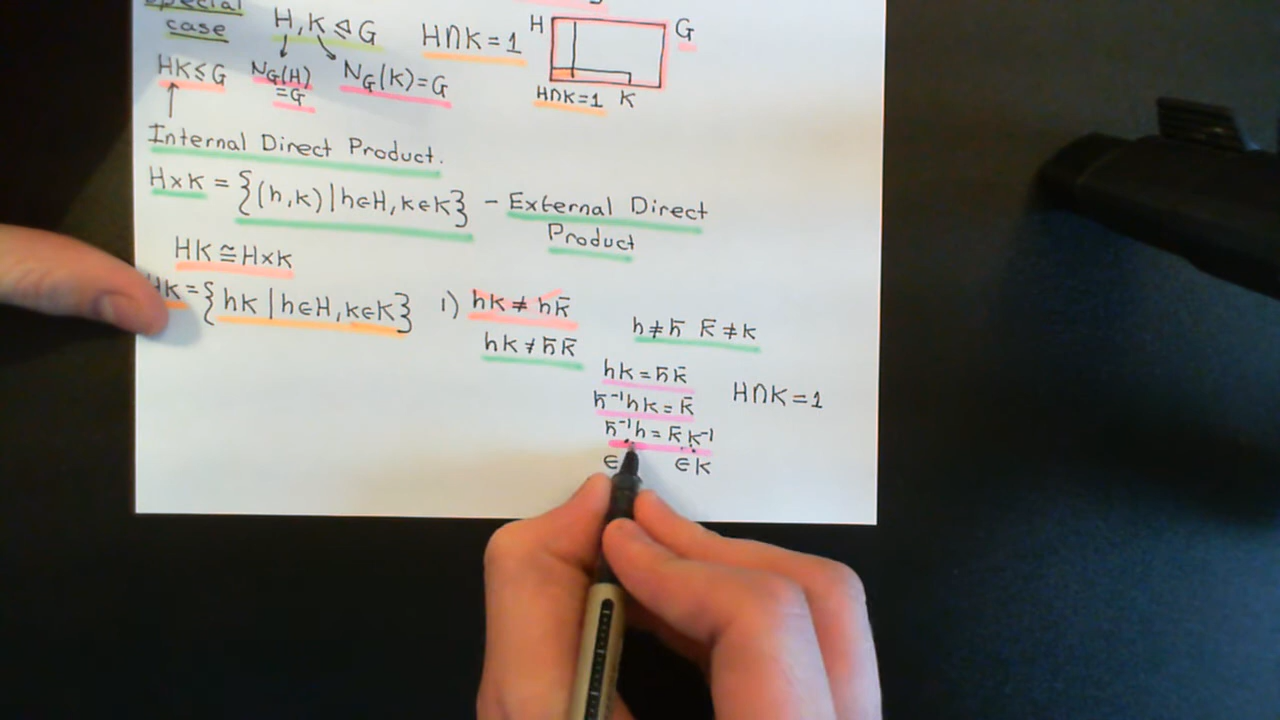 special
case
H, K ⊴ G
H∩K = 1
H
G
HK ≤ G
N_G(H) = G
N_G(K) = G
H∩K = 1
K
Internal Direct Product.
H×K = {(h,k) | h∈H, k∈K} – External Direct
Product
HK ≅ H×K
HK = {hk | h∈H, k∈K}
1) hk ≠ h k̄
hk ≠ h̄ k̄
h ≠ h̄ k̄ ≠ k
hk = h̄ k̄
H∩K = 1
h̄⁻¹hk = k̄
h̄⁻¹h = k̄ k⁻¹
∈
∈ K